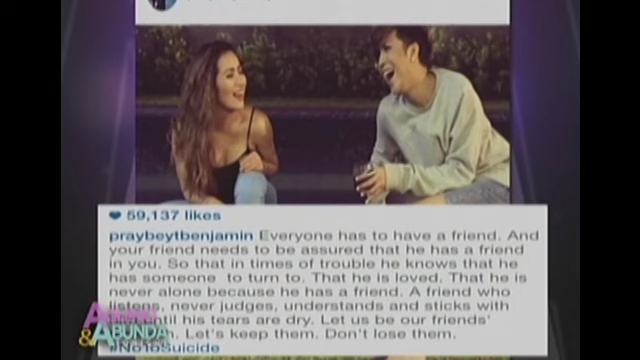 59,137 likes
praybeytbenjamin Everyone has to have a friend. And
your friend needs to be assured that he has a friend
in you. So that in times of trouble he knows that he
has someone to turn to. That he is loved. That he is
never alone because he has a friend. A friend who
listens, never judges, understands and sticks with
until his tears are dry. Let us be our friends'
Let's keep them. Don't lose them.
#NoToSuicide
& ABUNDA